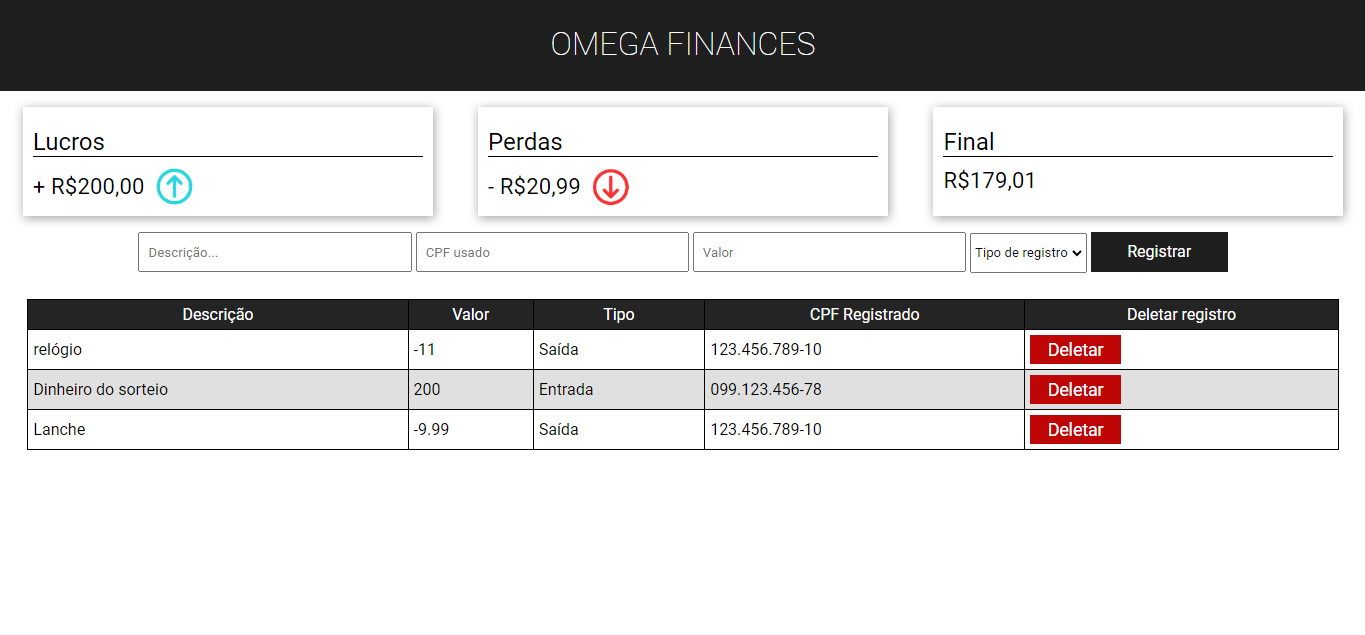 OMEGA FINANCES
Lucros
+ R$200,00
Perdas
- R$20,99
Final
R$179,01
Descrição... CPF usado Valor Tipo de registro Registrar
Descrição Valor Tipo CPF Registrado Deletar registro
relógio -11 Saída 123.456.789-10 Deletar
Dinheiro do sorteio 200 Entrada 099.123.456-78 Deletar
Lanche -9.99 Saída 123.456.789-10 Deletar